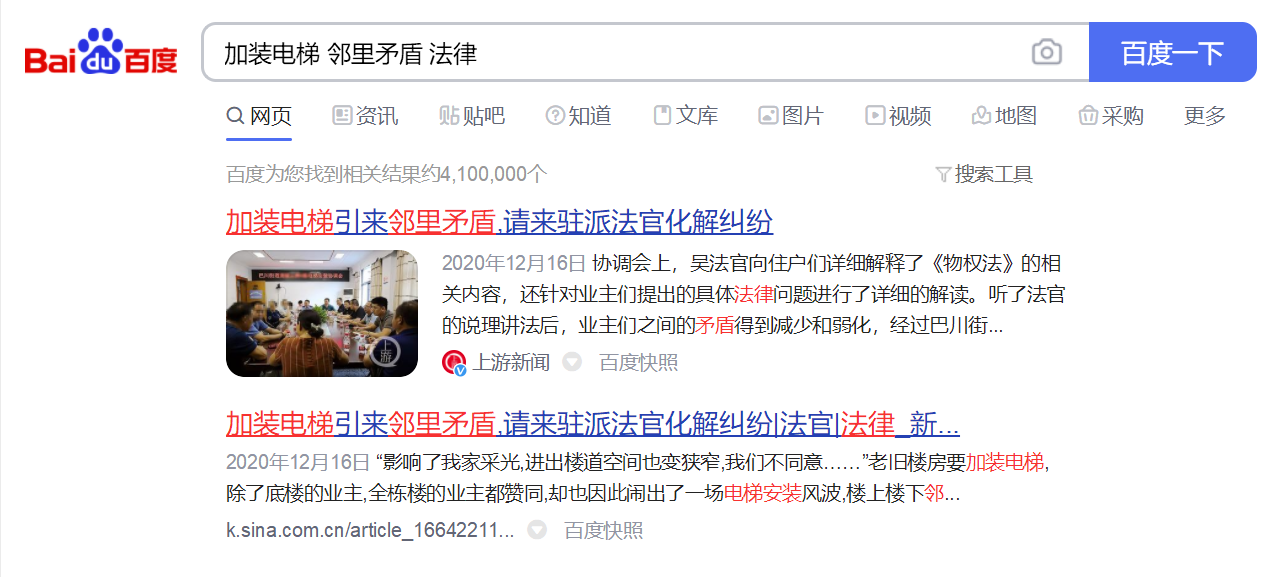 Bai du 百度
加装电梯 邻里矛盾 法律
百度一下
网页 资讯 贴吧 知道 文库 图片 视频 地图 采购 更多
百度为您找到相关结果约4,100,000个
搜索工具
加装电梯引来邻里矛盾,请来驻派法官化解纠纷
2020年12月16日 协调会上，吴法官向住户们详细解释了《物权法》的相
关内容，还针对业主们提出的具体法律问题进行了详细的解读。听了法官
的说理讲法后，业主们之间的矛盾得到减少和弱化，经过巴川街...
上游
上游新闻 百度快照
加装电梯引来邻里矛盾,请来驻派法官化解纠纷|法官|法律_新...
2020年12月16日 “影响了我家采光,进出楼道空间也变狭窄,我们不同意……”老旧楼房要加装电梯,
除了底楼的业主,全栋楼的业主都赞同,却也因此闹出了一场电梯安装风波,楼上楼下邻...
k.sina.com.cn/article_16642211... 百度快照